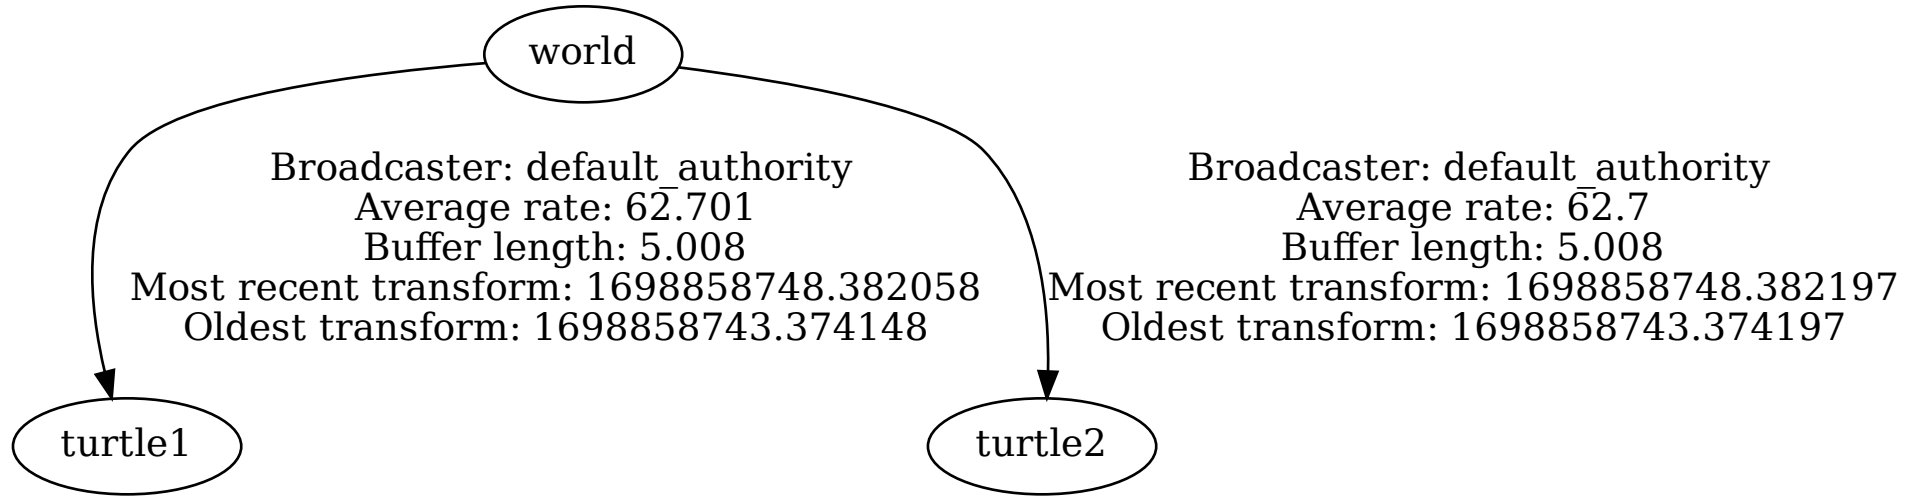 world
Broadcaster: default_authority
Average rate: 62.701
Buffer length: 5.008
Most recent transform: 1698858748.382058
Oldest transform: 1698858743.374148
Broadcaster: default_authority
Average rate: 62.7
Buffer length: 5.008
Most recent transform: 1698858748.382197
Oldest transform: 1698858743.374197
turtle1
turtle2